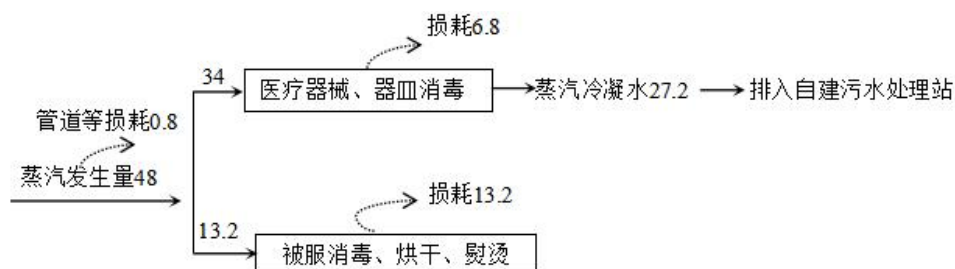 损耗6.8
34
医疗器械、器皿消毒
蒸汽冷凝水27.2
排入自建污水处理站
管道等损耗0.8
蒸汽发生量48
损耗13.2
13.2
被服消毒、烘干、熨烫